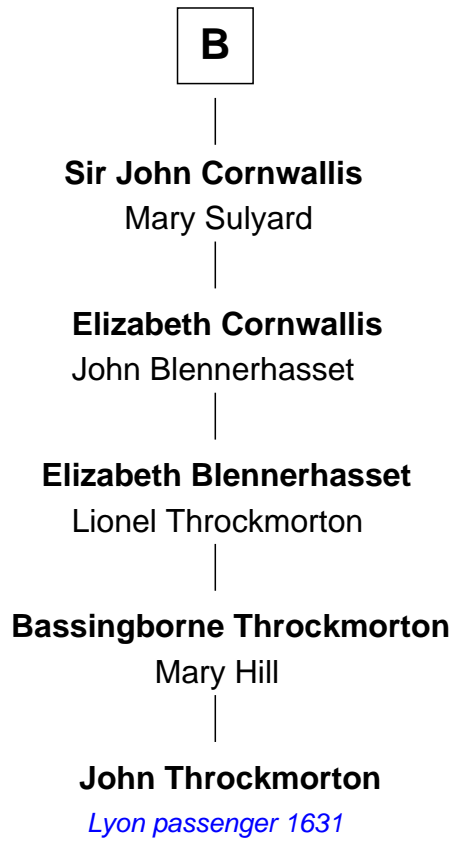 B
Sir John Cornwallis
Mary Sulyard
Elizabeth Cornwallis
John Blennerhasset
Elizabeth Blennerhasset
Lionel Throckmorton
Bassingborne Throckmorton
Mary Hill
John Throckmorton
Lyon passenger 1631